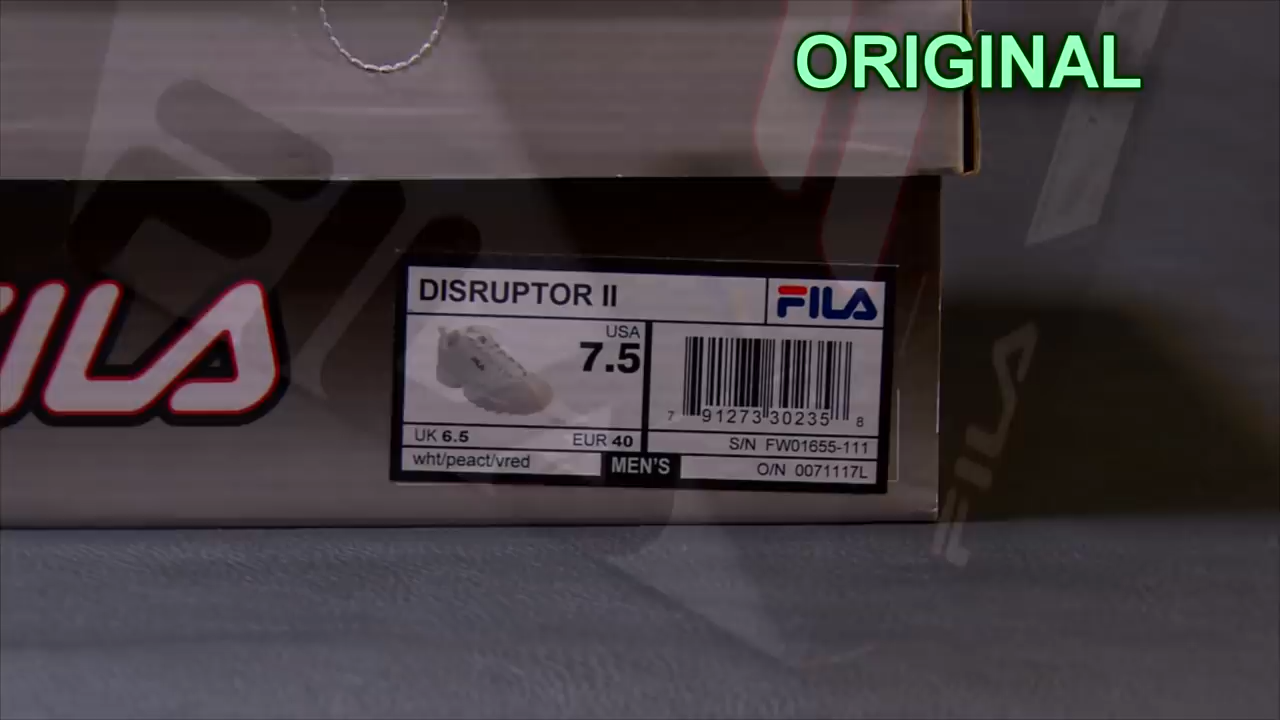 ORIGINAL
FILA
DISRUPTOR II
FILA
USA
7.5
7 91273 30235 8
UK 6.5 EUR 40
S/N FW01655-111
wht/peact/vred
MEN'S
O/N 0071117L
FILA